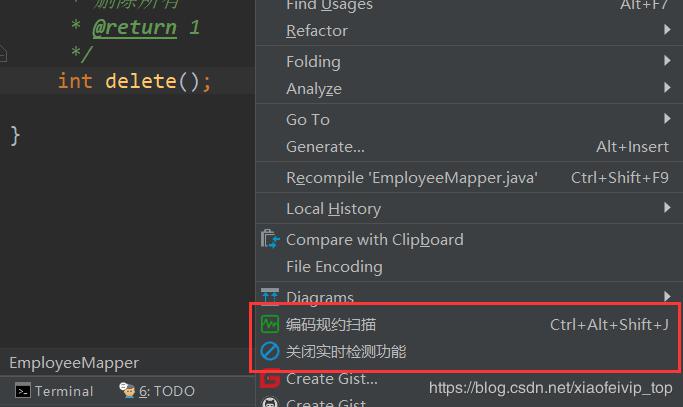 * 删除所有
* @return 1
*/
int delete();
}
EmployeeMapper
Terminal 6: TODO
Find Usages Alt+F7
Refactor
Folding
Analyze
Go To
Generate... Alt+Insert
Recompile 'EmployeeMapper.java' Ctrl+Shift+F9
Local History
Compare with Clipboard
File Encoding
Diagrams
编码规约扫描 Ctrl+Alt+Shift+J
关闭实时检测功能
Create Gist...
Create Gist...
https://blog.csdn.net/xiaofeivip_top